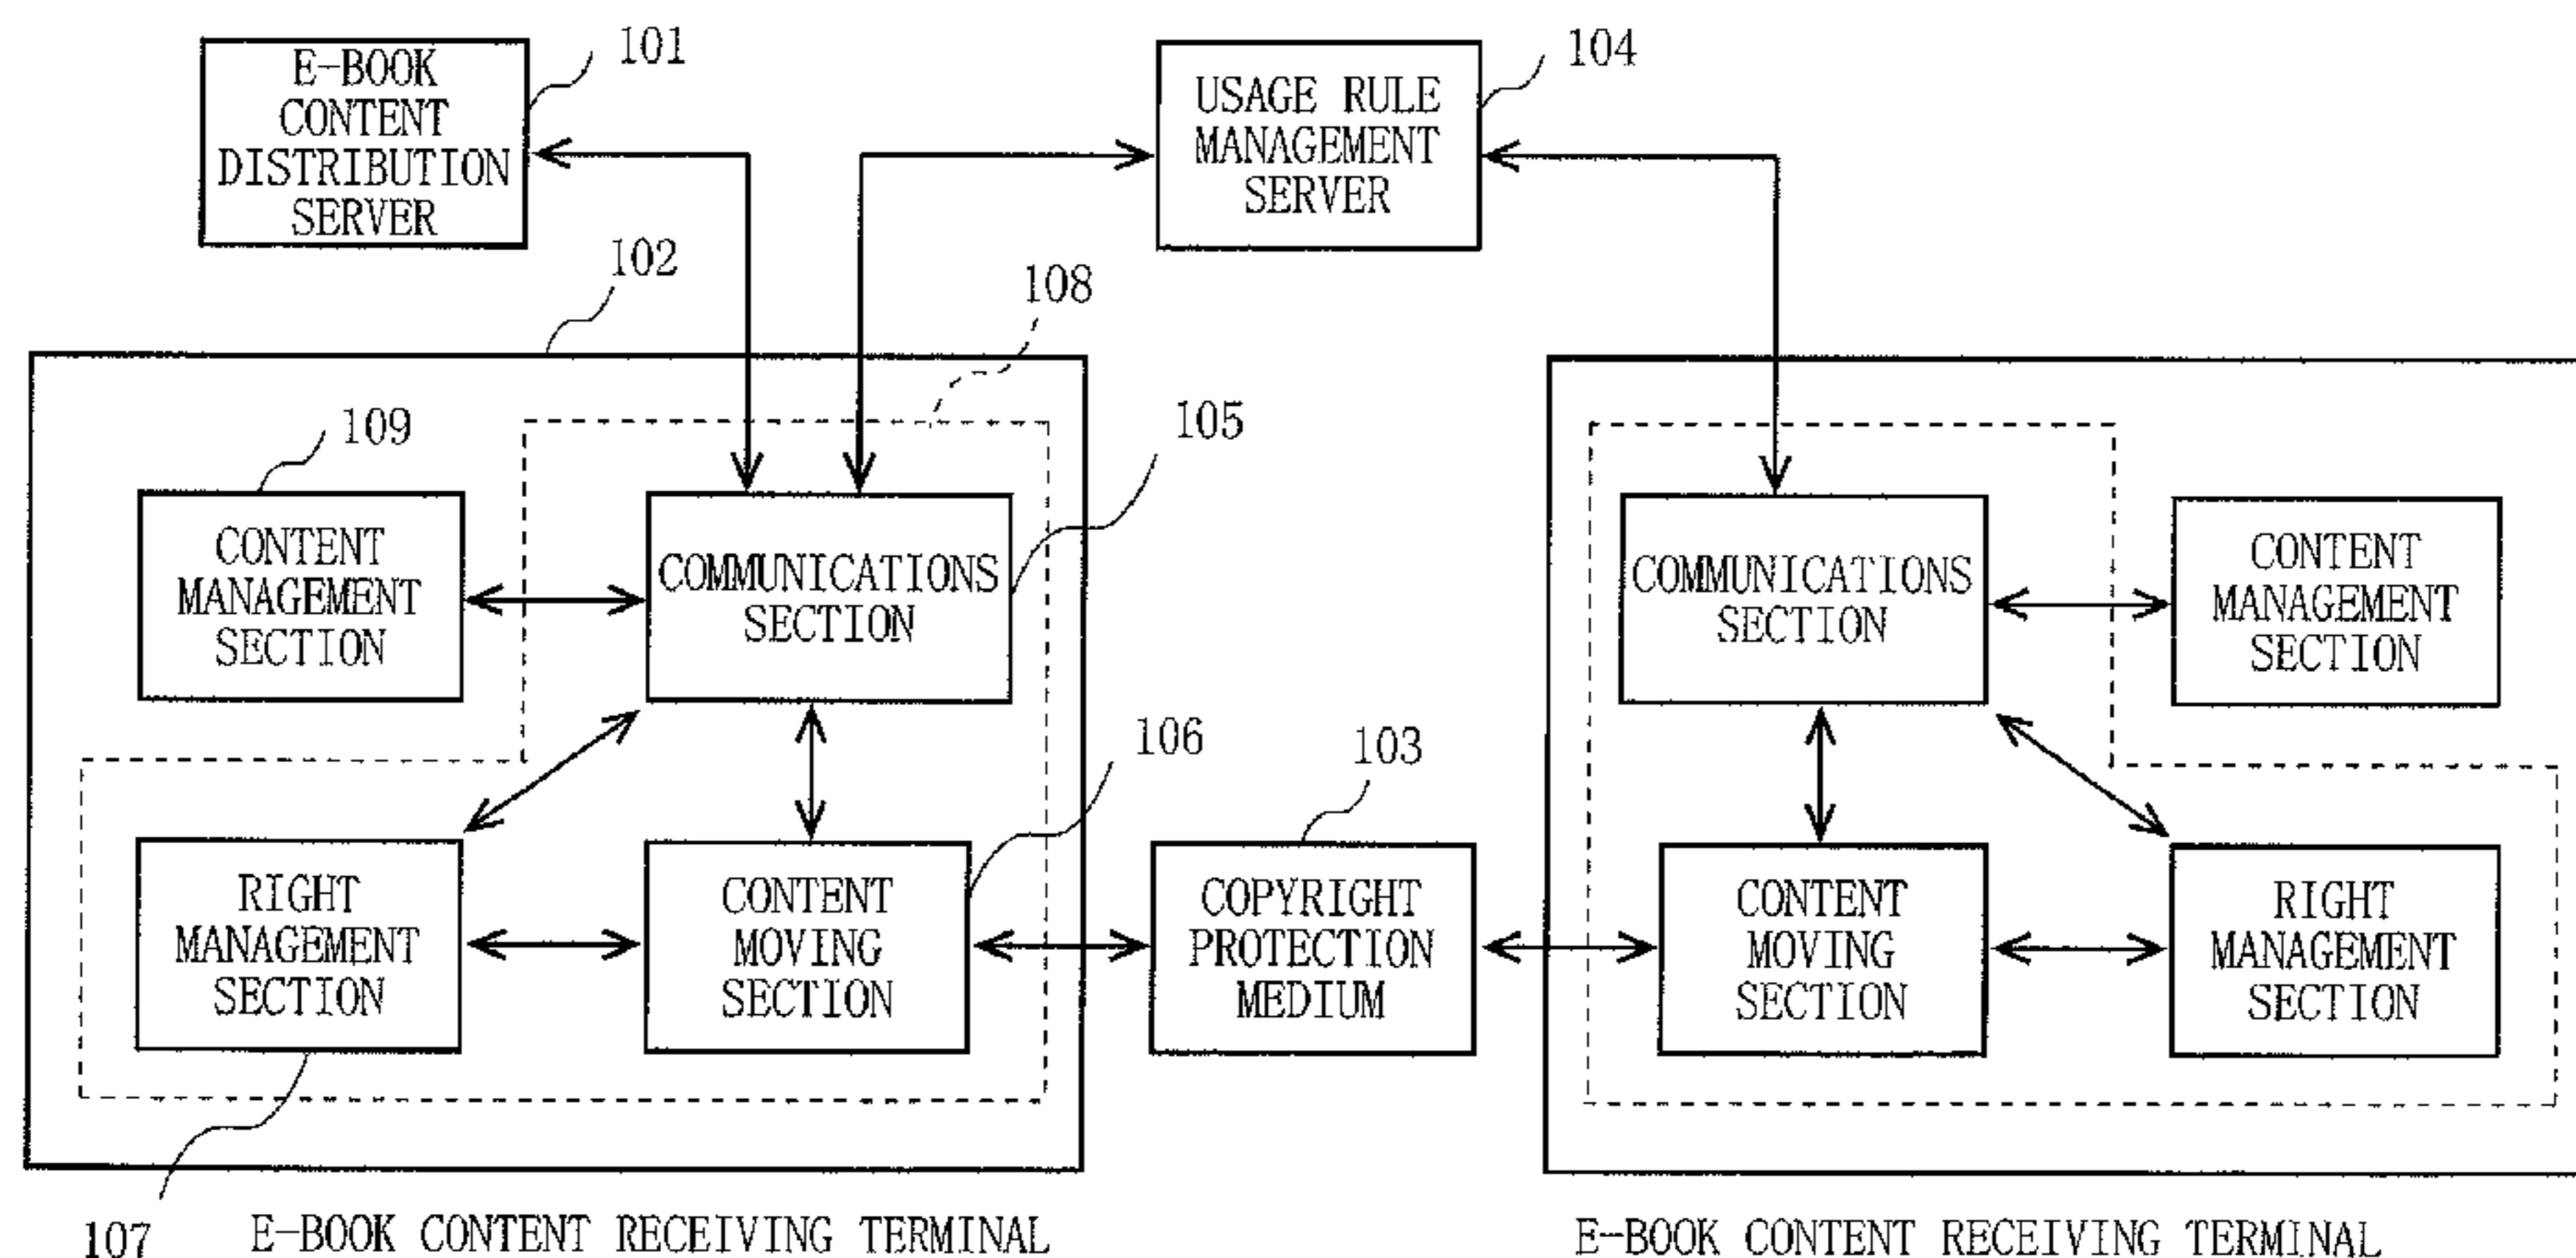 E-BOOK
CONTENT
DISTRIBUTION
SERVER
101
USAGE RULE
MANAGEMENT
SERVER
104
102
108
109
105
CONTENT
MANAGEMENT
SECTION
COMMUNICATIONS
SECTION
COMMUNICATIONS
SECTION
CONTENT
MANAGEMENT
SECTION
106
103
RIGHT
MANAGEMENT
SECTION
CONTENT
MOVING
SECTION
COPYRIGHT
PROTECTION
MEDIUM
CONTENT
MOVING
SECTION
RIGHT
MANAGEMENT
SECTION
107
E-BOOK CONTENT RECEIVING TERMINAL
E-BOOK CONTENT RECEIVING TERMINAL